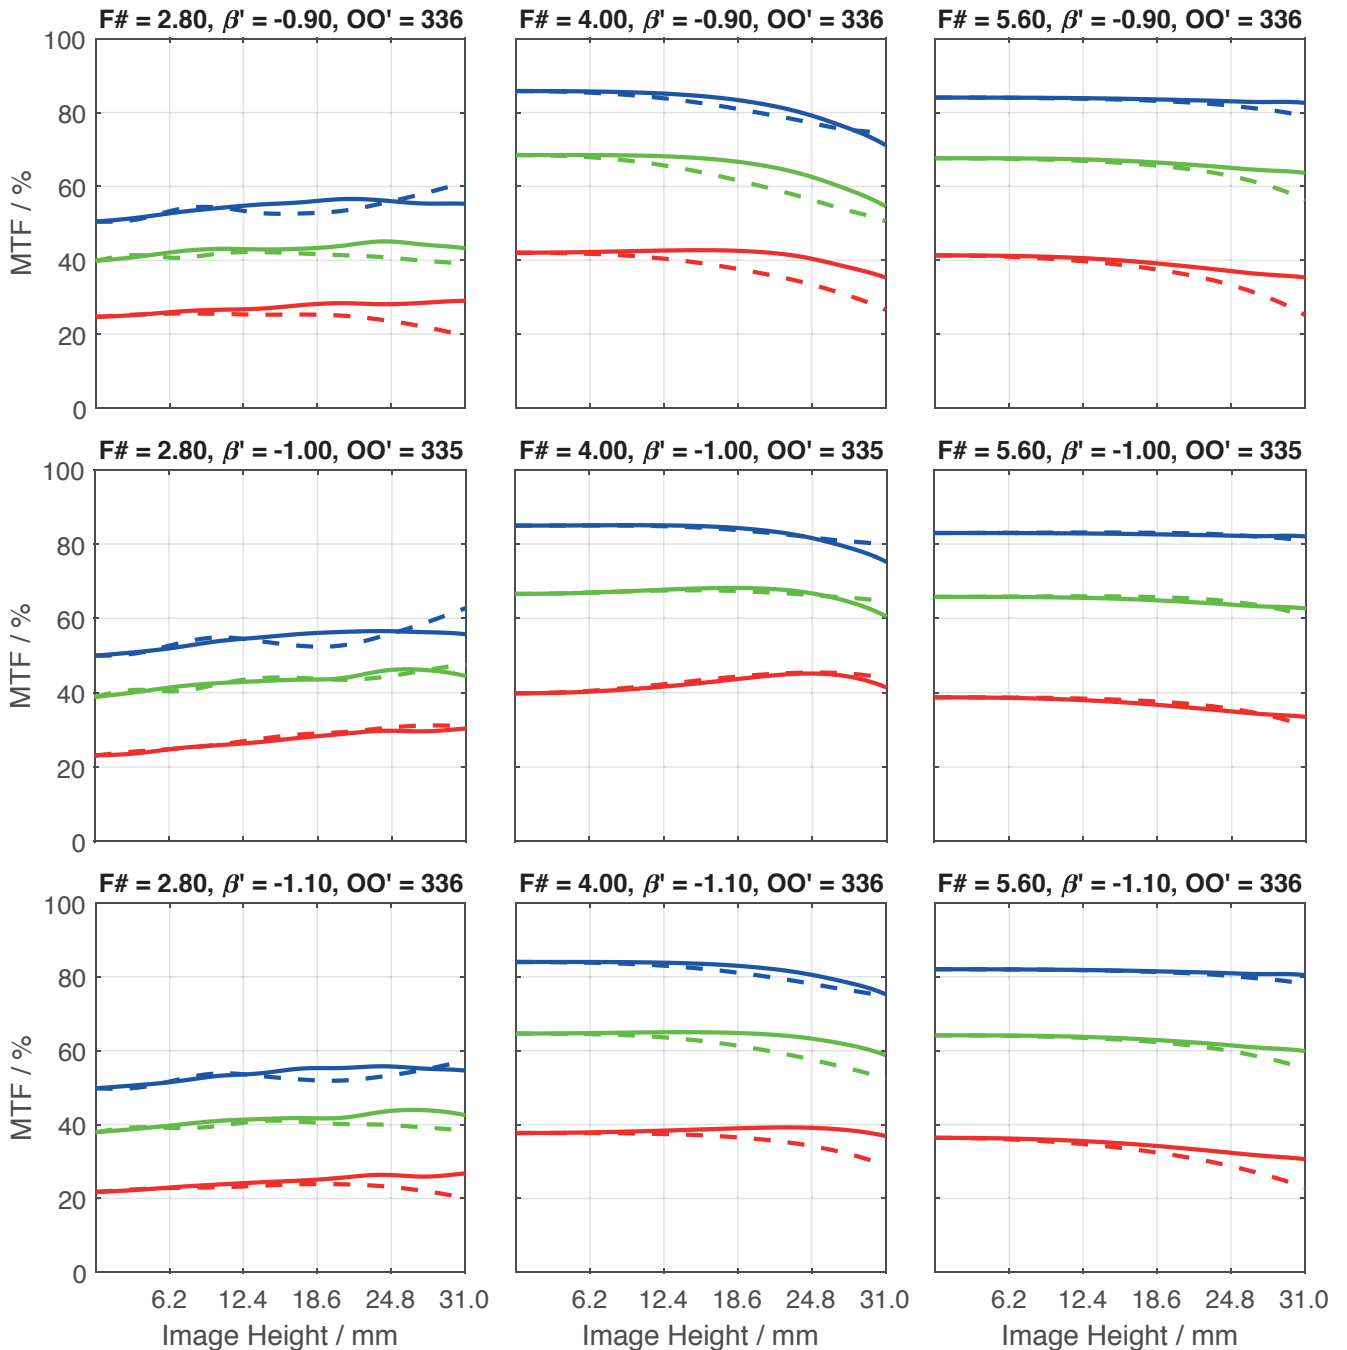 F# = 2.80, β' = -0.90, OO' = 336
F# = 4.00, β' = -0.90, OO' = 336
F# = 5.60, β' = -0.90, OO' = 336
100
80
60
40
20
0
MTF / %
F# = 2.80, β' = -1.00, OO' = 335
F# = 4.00, β' = -1.00, OO' = 335
F# = 5.60, β' = -1.00, OO' = 335
100
80
60
40
20
0
MTF / %
F# = 2.80, β' = -1.10, OO' = 336
F# = 4.00, β' = -1.10, OO' = 336
F# = 5.60, β' = -1.10, OO' = 336
100
80
60
40
20
0
MTF / %
6.2 12.4 18.6 24.8 31.0
6.2 12.4 18.6 24.8 31.0
6.2 12.4 18.6 24.8 31.0
Image Height / mm
Image Height / mm
Image Height / mm